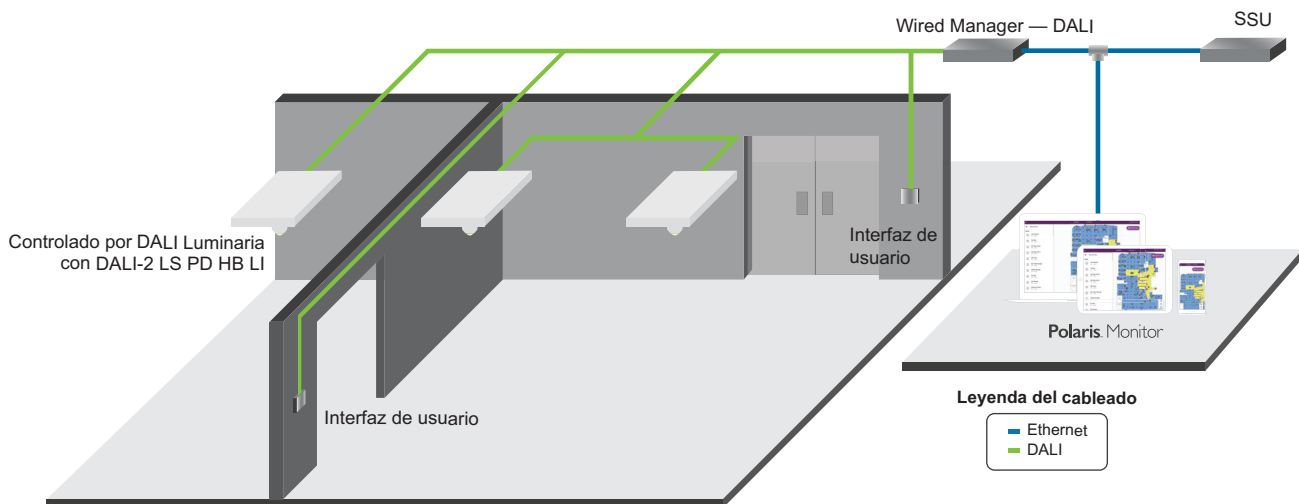 Wired Manager — DALI
SSU
Controlado por DALI Luminaria
con DALI-2 LS PD HB LI
Interfaz de
usuario
Polaris. Monitor
Interfaz de usuario
Leyenda del cableado
Ethernet
DALI